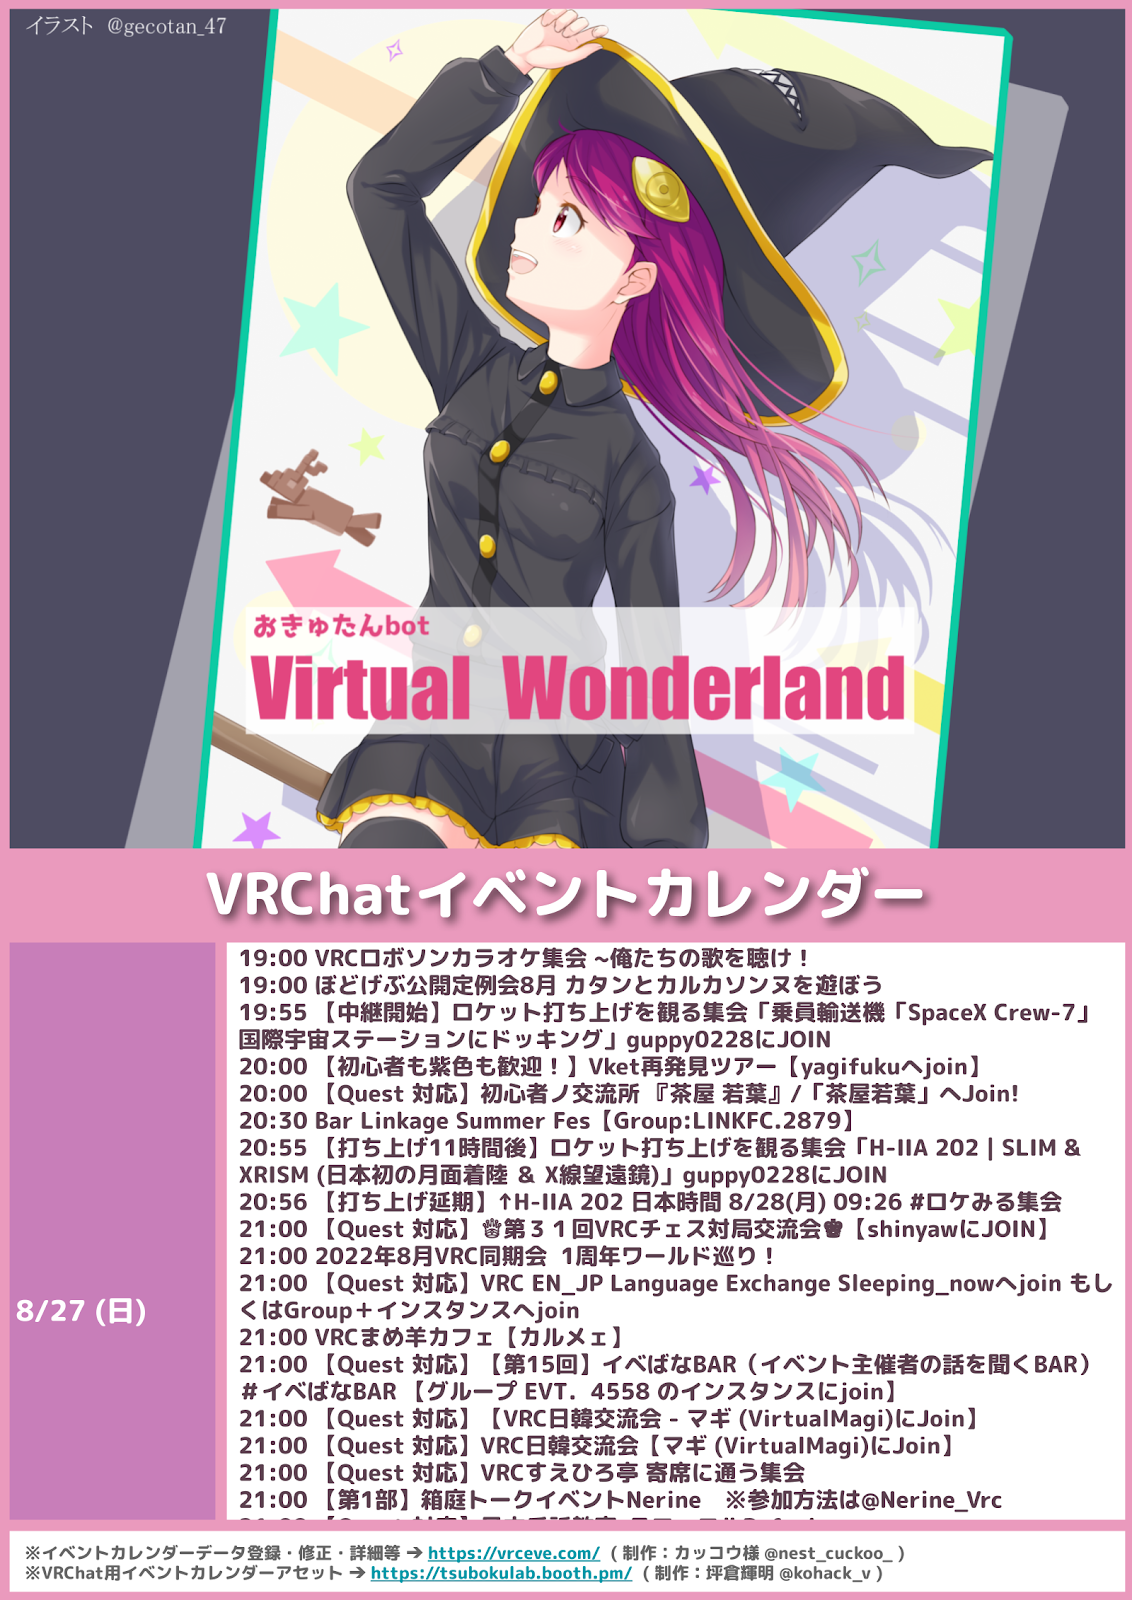 イラスト @gecotan_47
おきゅたんbot
Virtual Wonderland
VRChatイベントカレンダー
8/27 (日)
19:00 VRCロボソンカラオケ集会 ~俺たちの歌を聴け！
19:00 ぼどげぶ公開定例会8月 カタンとカルカソンヌを遊ぼう
19:55 【中継開始】ロケット打ち上げを観る集会「乗員輸送機「SpaceX Crew-7」
国際宇宙ステーションにドッキング」guppy0228にJOIN
20:00 【初心者も紫色も歓迎！】Vket再発見ツアー【yagifukuへjoin】
20:00 【Quest 対応】初心者ノ交流所 『茶屋 若葉』/「茶屋若葉」へJoin!
20:30 Bar Linkage Summer Fes【Group:LINKFC.2879】
20:55 【打ち上げ11時間後】ロケット打ち上げを観る集会「H-IIA 202 | SLIM &
XRISM (日本初の月面着陸 & X線望遠鏡)」guppy0228にJOIN
20:56 【打ち上げ延期】↑H-IIA 202 日本時間 8/28(月) 09:26 #ロケみる集会
21:00 【Quest 対応】♕第３１回VRCチェス対局交流会♚【shinyawにJOIN】
21:00 2022年8月VRC同期会 1周年ワールド巡り！
21:00 【Quest 対応】VRC EN_JP Language Exchange Sleeping_nowへjoin もし
くはGroup＋インスタンスへjoin
21:00 VRCまめ羊カフェ【カルメェ】
21:00 【Quest 対応】【第15回】イベばなBAR（イベント主催者の話を聞くBAR）
＃イベばなBAR 【グループ EVT．4558 のインスタンスにjoin】
21:00 【Quest 対応】【VRC日韓交流会 - マギ (VirtualMagi)にJoin】
21:00 【Quest 対応】VRC日韓交流会【マギ (VirtualMagi)にJoin】
21:00 【Quest 対応】VRCすえひろ亭 寄席に通う集会
21:00 【第1部】箱庭トークイベントNerine　※参加方法は@Nerine_Vrc
※イベントカレンダーデータ登録・修正・詳細等 ➔ https://vrceve.com/ （制作：カッコウ様 @nest_cuckoo_ ）
※VRChat用イベントカレンダーアセット ➔ https://tsubokulab.booth.pm/ （制作：坪倉輝明 @kohack_v ）